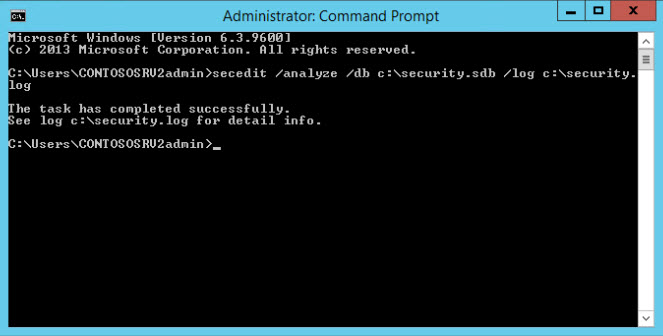 Administrator: Command Prompt
Microsoft Windows [Version 6.3.9600]
(c) 2013 Microsoft Corporation. All rights reserved.
C:\Users\CONTOSOSRV2admin>secedit /analyze /db c:\security.sdb /log c:\security.
log
The task has completed successfully.
See log c:\security.log for detail info.
C:\Users\CONTOSOSRV2admin>_